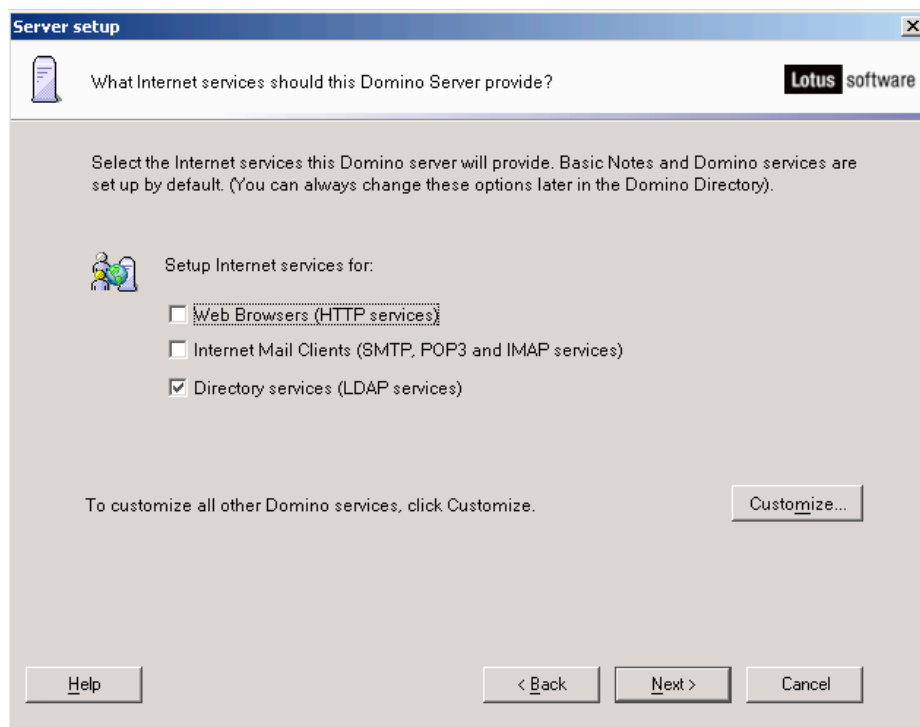 Server setup
What Internet services should this Domino Server provide?
Lotus software
Select the Internet services this Domino server will provide. Basic Notes and Domino services are
set up by default. (You can always change these options later in the Domino Directory).
Setup Internet services for:
Web Browsers (HTTP services)
Internet Mail Clients (SMTP, POP3 and IMAP services)
Directory services (LDAP services)
To customize all other Domino services, click Customize.
Customize...
Help
< Back
Next >
Cancel